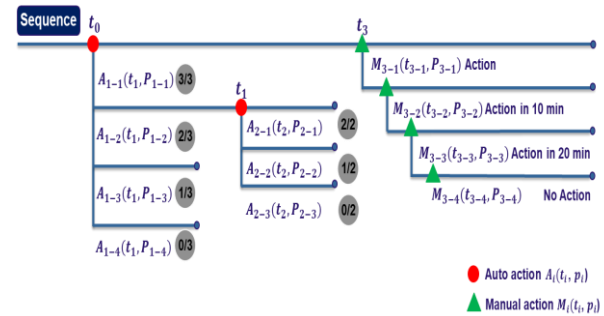 Sequence
t₀
t₃
A₁₋₁(t₁, P₁₋₁) 3/3
M₃₋₁(t₃₋₁, P₃₋₁) Action
t₁
A₁₋₂(t₁, P₁₋₂) 2/3
A₂₋₁(t₂, P₂₋₁) 2/2
M₃₋₂(t₃₋₂, P₃₋₂) Action in 10 min
A₂₋₂(t₂, P₂₋₂) 1/2
M₃₋₃(t₃₋₃, P₃₋₃) Action in 20 min
A₁₋₃(t₁, P₁₋₃) 1/3
A₂₋₃(t₂, P₂₋₃) 0/2
M₃₋₄(t₃₋₄, P₃₋₄) No Action
A₁₋₄(t₁, P₁₋₄) 0/3
Auto action Aᵢ(tᵢ, pᵢ)
Manual action Mᵢ(tᵢ, pᵢ)